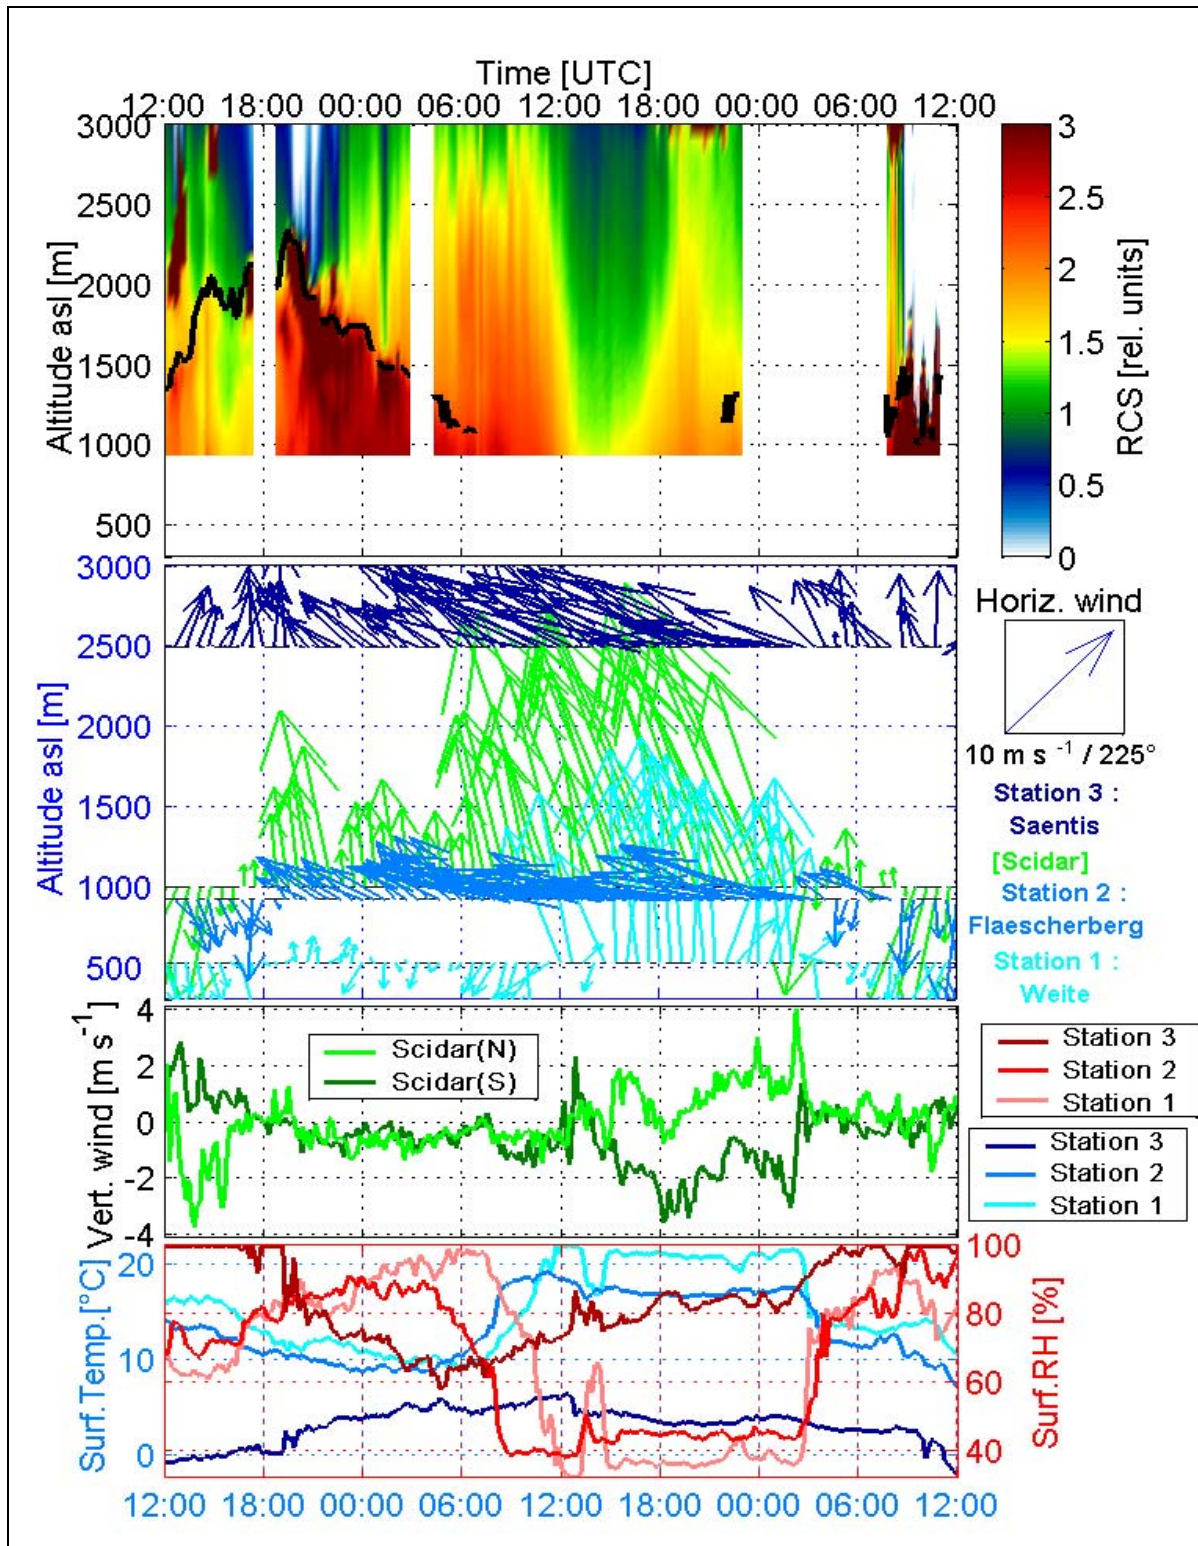 Time [UTC]
12:00 18:00 00:00 06:00 12:00 18:00 00:00 06:00 12:00
Altitude asl [m]
3000
2500
2000
1500
1000
500
3
2.5
2
1.5
1
0.5
0
RCS [rel. units]
Altitude asl [m]
3000
2500
2000
1500
1000
500
Horiz. wind
10 m s -1 / 225°
Station 3 :
Saentis
[Scidar]
Station 2 :
Flaescherberg
Station 1 :
Weite
Vert. wind [m s-1]
4
2
0
-2
-4
Scidar(N)
Scidar(S)
Station 3
Station 2
Station 1
Station 3
Station 2
Station 1
Surf.Temp.[°C]
20
10
0
100
80
60
40
Surf.RH [%]
12:00 18:00 00:00 06:00 12:00 18:00 00:00 06:00 12:00